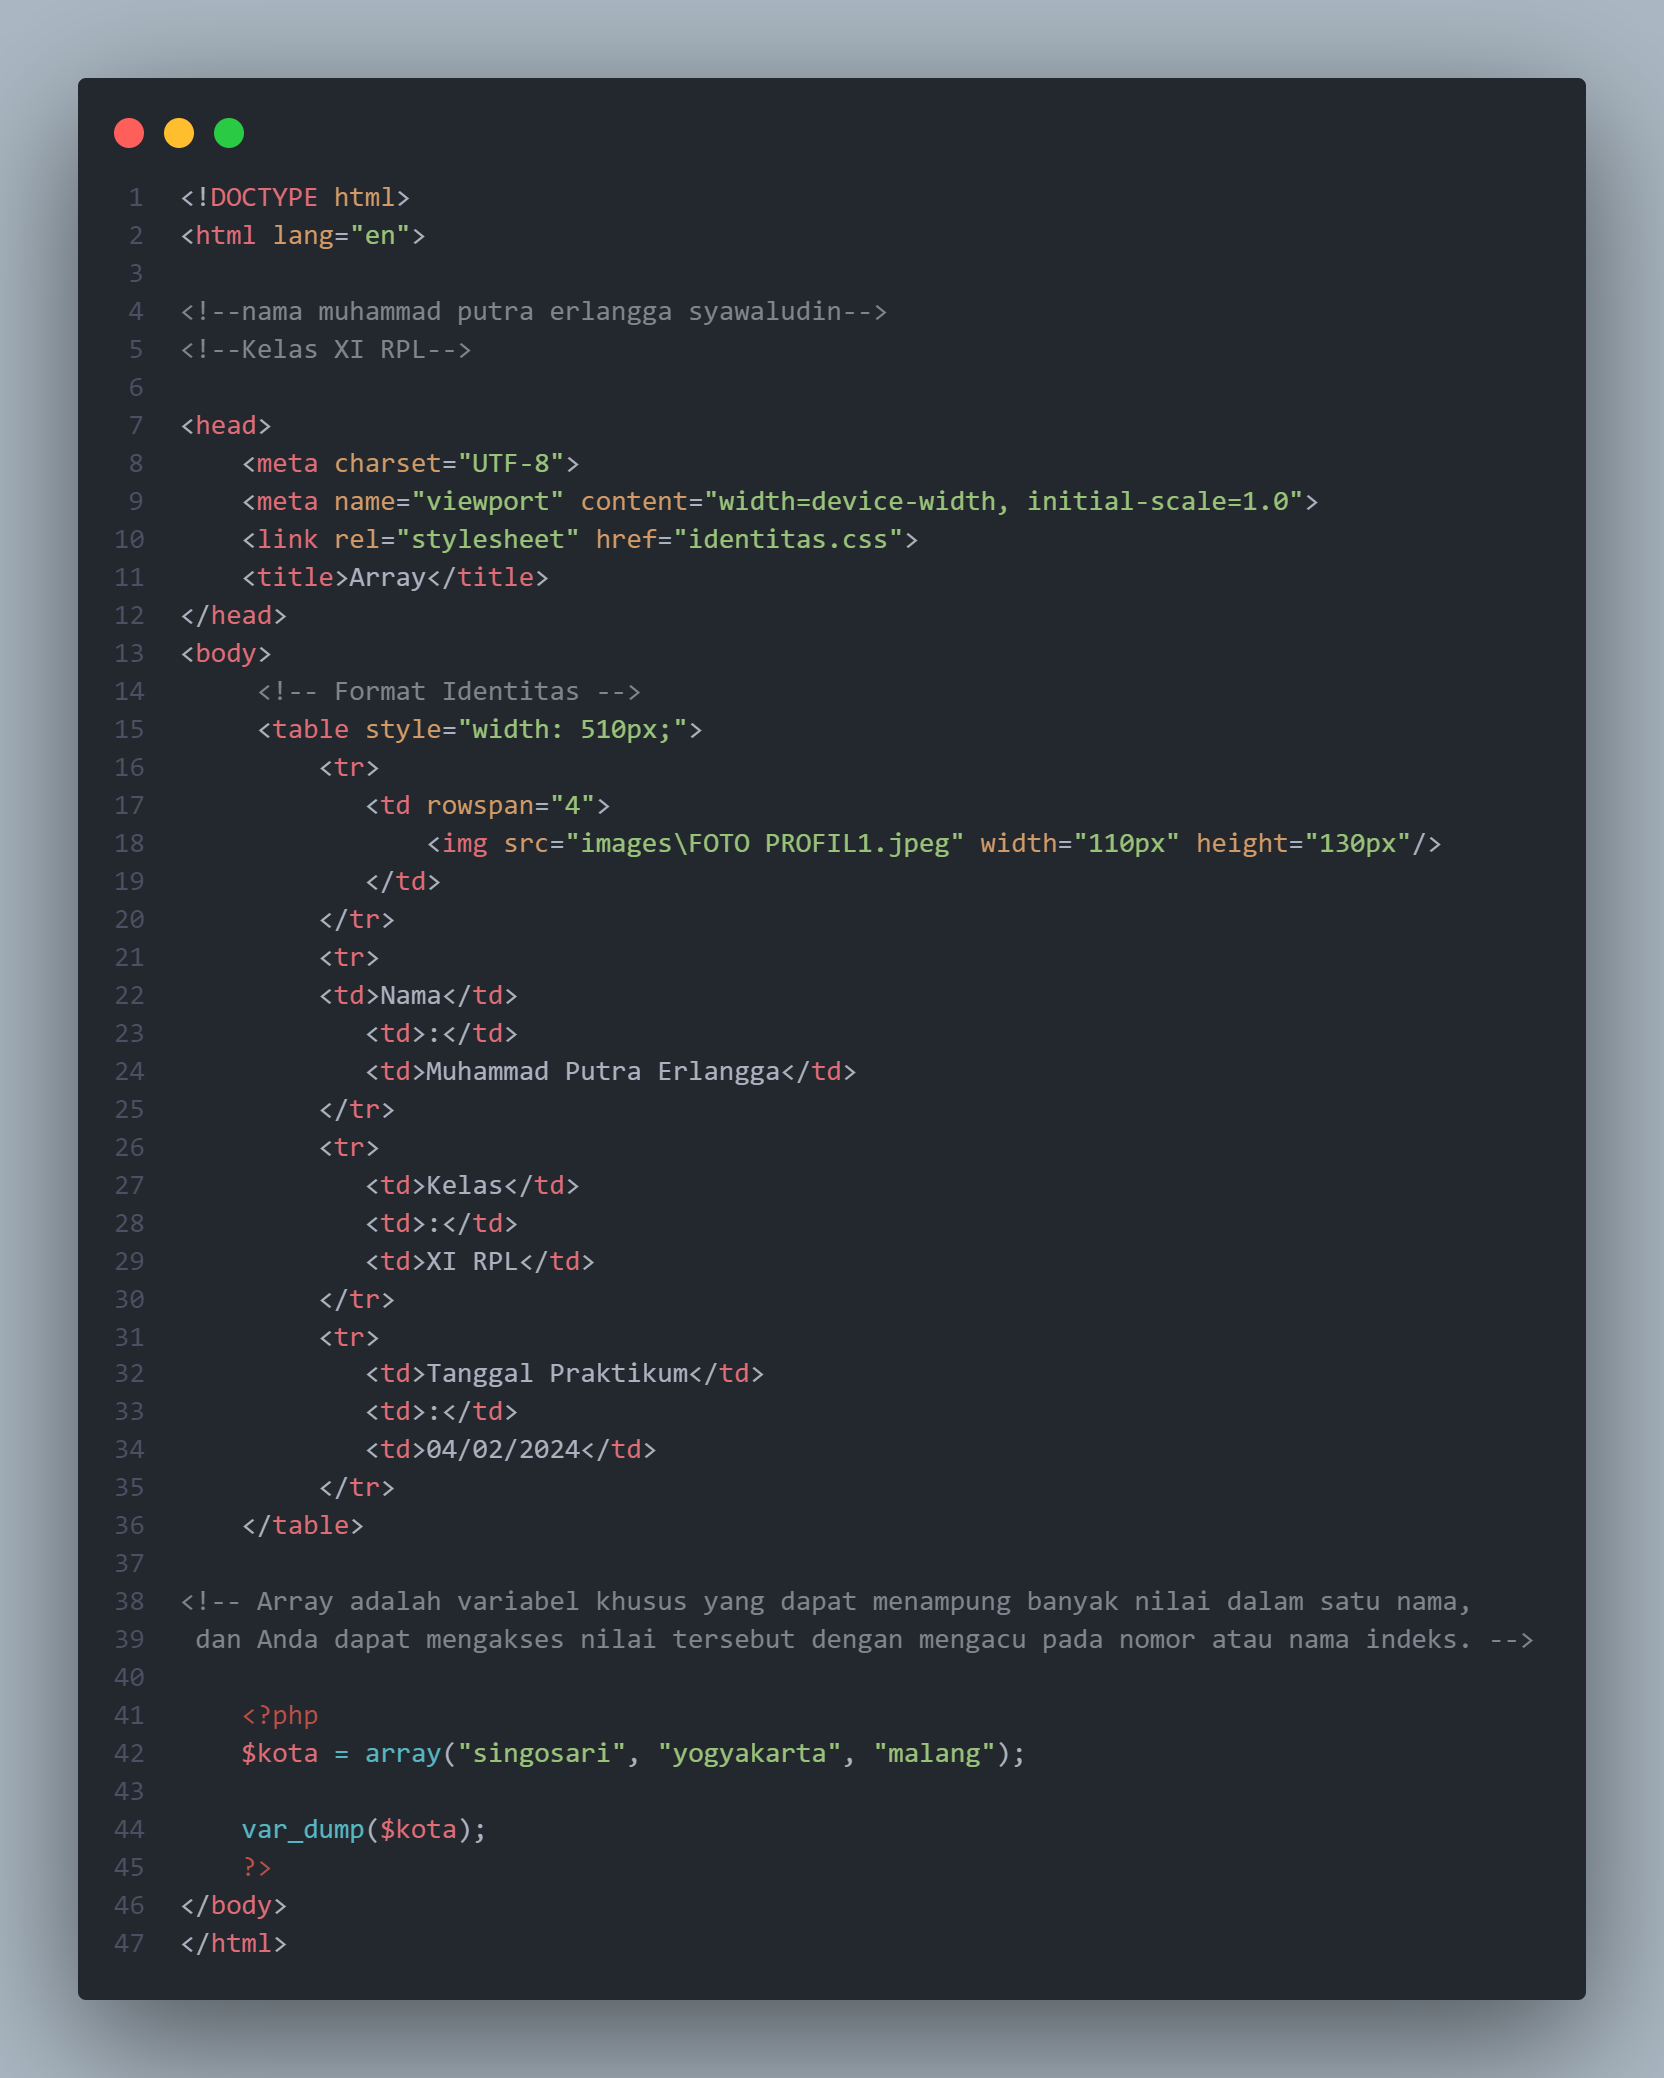 1 <!DOCTYPE html>
2 <html lang="en">
3
4 <!--nama muhammad putra erlangga syawaludin-->
5 <!--Kelas XI RPL-->
6
7 <head>
8     <meta charset="UTF-8">
9     <meta name="viewport" content="width=device-width, initial-scale=1.0">
10     <link rel="stylesheet" href="identitas.css">
11     <title>Array</title>
12 </head>
13 <body>
14      <!-- Format Identitas -->
15      <table style="width: 510px;">
16          <tr>
17             <td rowspan="4">
18                 <img src="images\FOTO PROFIL1.jpeg" width="110px" height="130px"/>
19             </td>
20          </tr>
21          <tr>
22          <td>Nama</td>
23             <td>:</td>
24             <td>Muhammad Putra Erlangga</td>
25          </tr>
26          <tr>
27             <td>Kelas</td>
28             <td>:</td>
29             <td>XI RPL</td>
30          </tr>
31          <tr>
32             <td>Tanggal Praktikum</td>
33             <td>:</td>
34             <td>04/02/2024</td>
35          </tr>
36     </table>
37
38 <!-- Array adalah variabel khusus yang dapat menampung banyak nilai dalam satu nama,
39  dan Anda dapat mengakses nilai tersebut dengan mengacu pada nomor atau nama indeks. -->
40
41     <?php
42     $kota = array("singosari", "yogyakarta", "malang");
43
44     var_dump($kota);
45     ?>
46 </body>
47 </html>